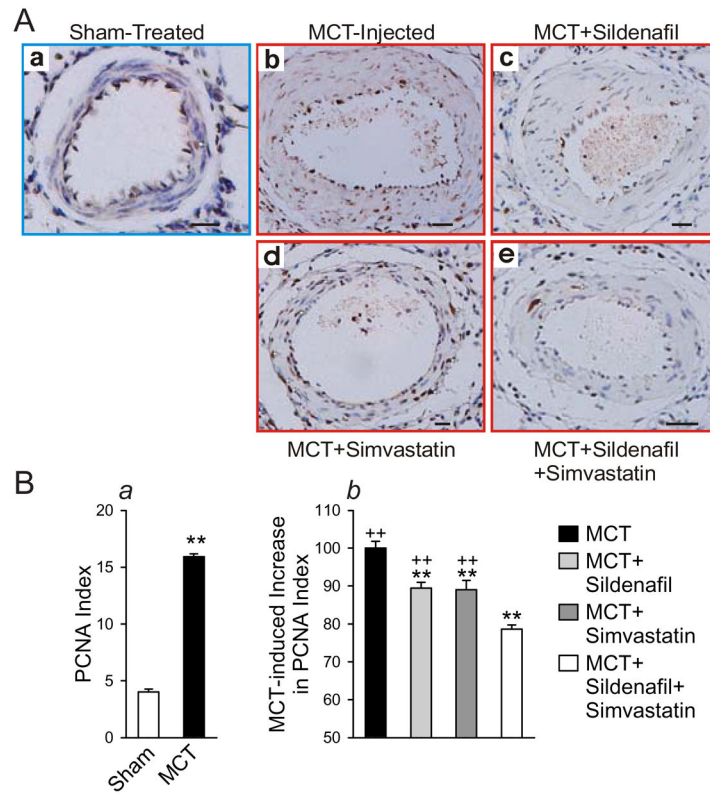 A
Sham-Treated
MCT-Injected
MCT+Sildenafil
a
b
c
d
e
MCT+Simvastatin
MCT+Sildenafil
+Simvastatin
B
a
PCNA Index
20
15
10
5
0
**
Sham
MCT
b
MCT-induced Increase
in PCNA Index
110
100
90
80
70
60
50
++
++
**
++
**
**
MCT
MCT+
Sildenafil
MCT+
Simvastatin
MCT+
Sildenafil+
Simvastatin